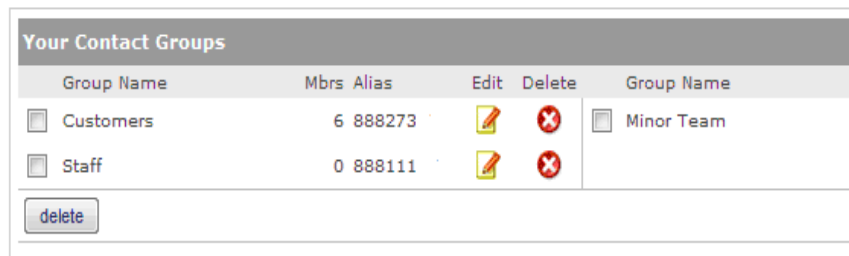 Your Contact Groups
Group Name Mbrs Alias Edit Delete Group Name
Customers 6 888273 Minor Team
Staff 0 888111
delete